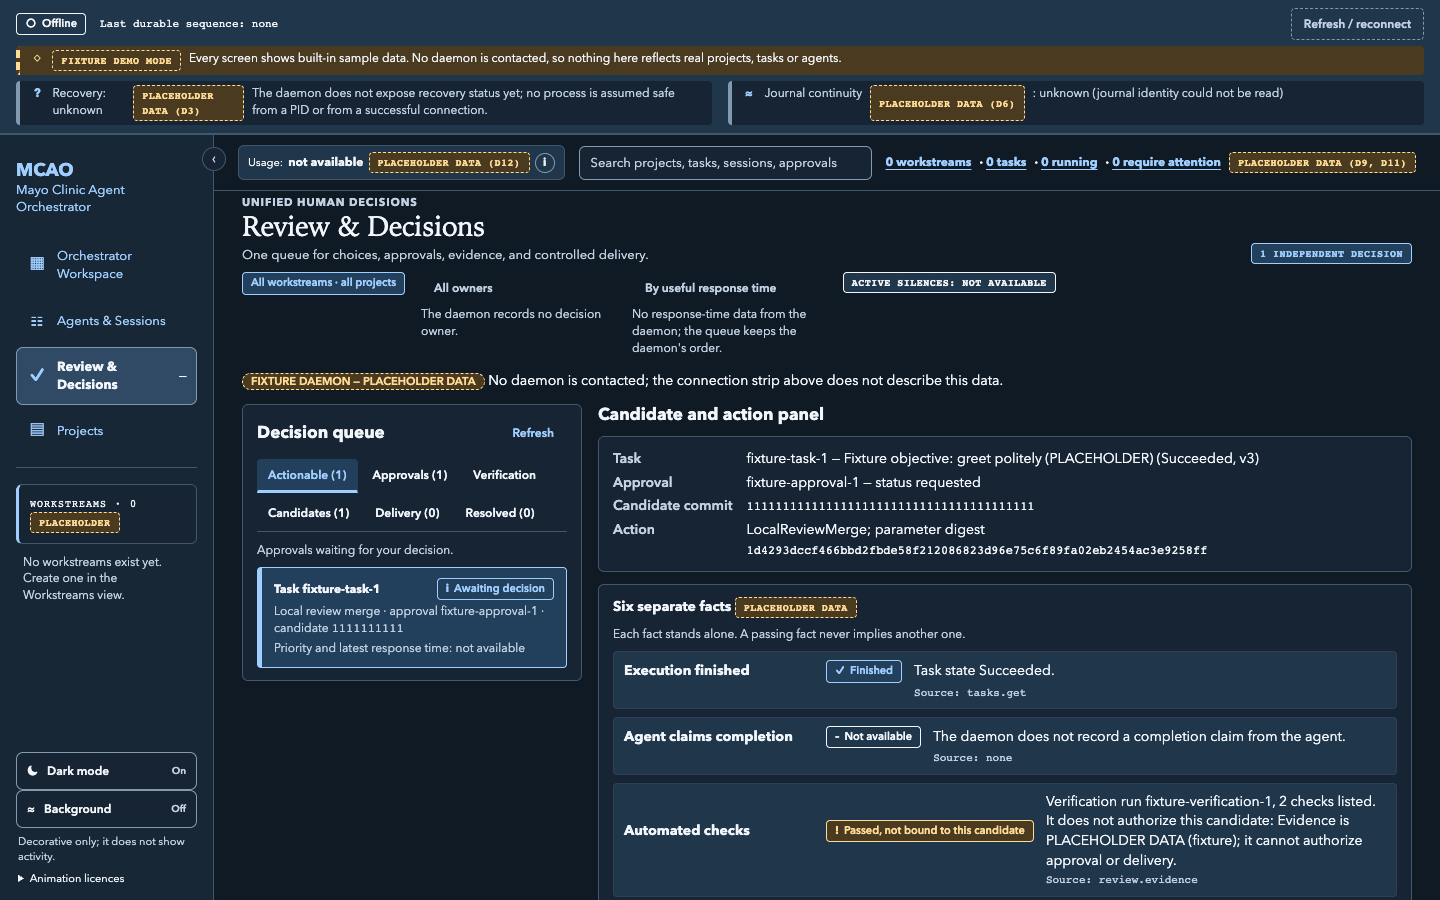 Offline
Last durable sequence: none
Refresh / reconnect
FIXTURE DEMO MODE Every screen shows built-in sample data. No daemon is contacted, so nothing here reflects real projects, tasks or agents.
? Recovery: unknown PLACEHOLDER DATA (D3) The daemon does not expose recovery status yet; no process is assumed safe
from a PID or from a successful connection.
≈ Journal continuity PLACEHOLDER DATA (D6) : unknown (journal identity could not be read)
MCAO
Mayo Clinic Agent
Orchestrator
‹
Usage: not available PLACEHOLDER DATA (D12) i
Search projects, tasks, sessions, approvals
0 workstreams · 0 tasks · 0 running · 0 require attention PLACEHOLDER DATA (D9, D11)
Orchestrator
Workspace
Agents & Sessions
Review &
Decisions –
Projects
WORKSTREAMS · 0
PLACEHOLDER
No workstreams exist yet.
Create one in the
Workstreams view.
Dark mode On
≈ Background Off
Decorative only; it does not show
activity.
Animation licences
UNIFIED HUMAN DECISIONS
Review & Decisions
One queue for choices, approvals, evidence, and controlled delivery.
1 INDEPENDENT DECISION
All workstreams · all projects
All owners
The daemon records no decision
owner.
By useful response time
No response-time data from the
daemon; the queue keeps the
daemon's order.
ACTIVE SILENCES: NOT AVAILABLE
FIXTURE DAEMON — PLACEHOLDER DATA No daemon is contacted; the connection strip above does not describe this data.
Decision queue
Refresh
Actionable (1) Approvals (1) Verification
Candidates (1) Delivery (0) Resolved (0)
Approvals waiting for your decision.
Task fixture-task-1 i Awaiting decision
Local review merge · approval fixture-approval-1 ·
candidate 1111111111
Priority and latest response time: not available
Candidate and action panel
Task fixture-task-1 — Fixture objective: greet politely (PLACEHOLDER) (Succeeded, v3)
Approval fixture-approval-1 — status requested
Candidate commit 1111111111111111111111111111111111111111
Action LocalReviewMerge; parameter digest
1d4293dccf466bbd2fbde58f212086823d96e75c6f89fa02eb2454ac3e9258ff
Six separate facts PLACEHOLDER DATA
Each fact stands alone. A passing fact never implies another one.
Execution finished ✓ Finished Task state Succeeded.
Source: tasks.get
Agent claims completion – Not available The daemon does not record a completion claim from the agent.
Source: none
Automated checks ! Passed, not bound to this candidate
Verification run fixture-verification-1, 2 checks listed.
It does not authorize this candidate: Evidence is
PLACEHOLDER DATA (fixture); it cannot authorize
approval or delivery.
Source: review.evidence